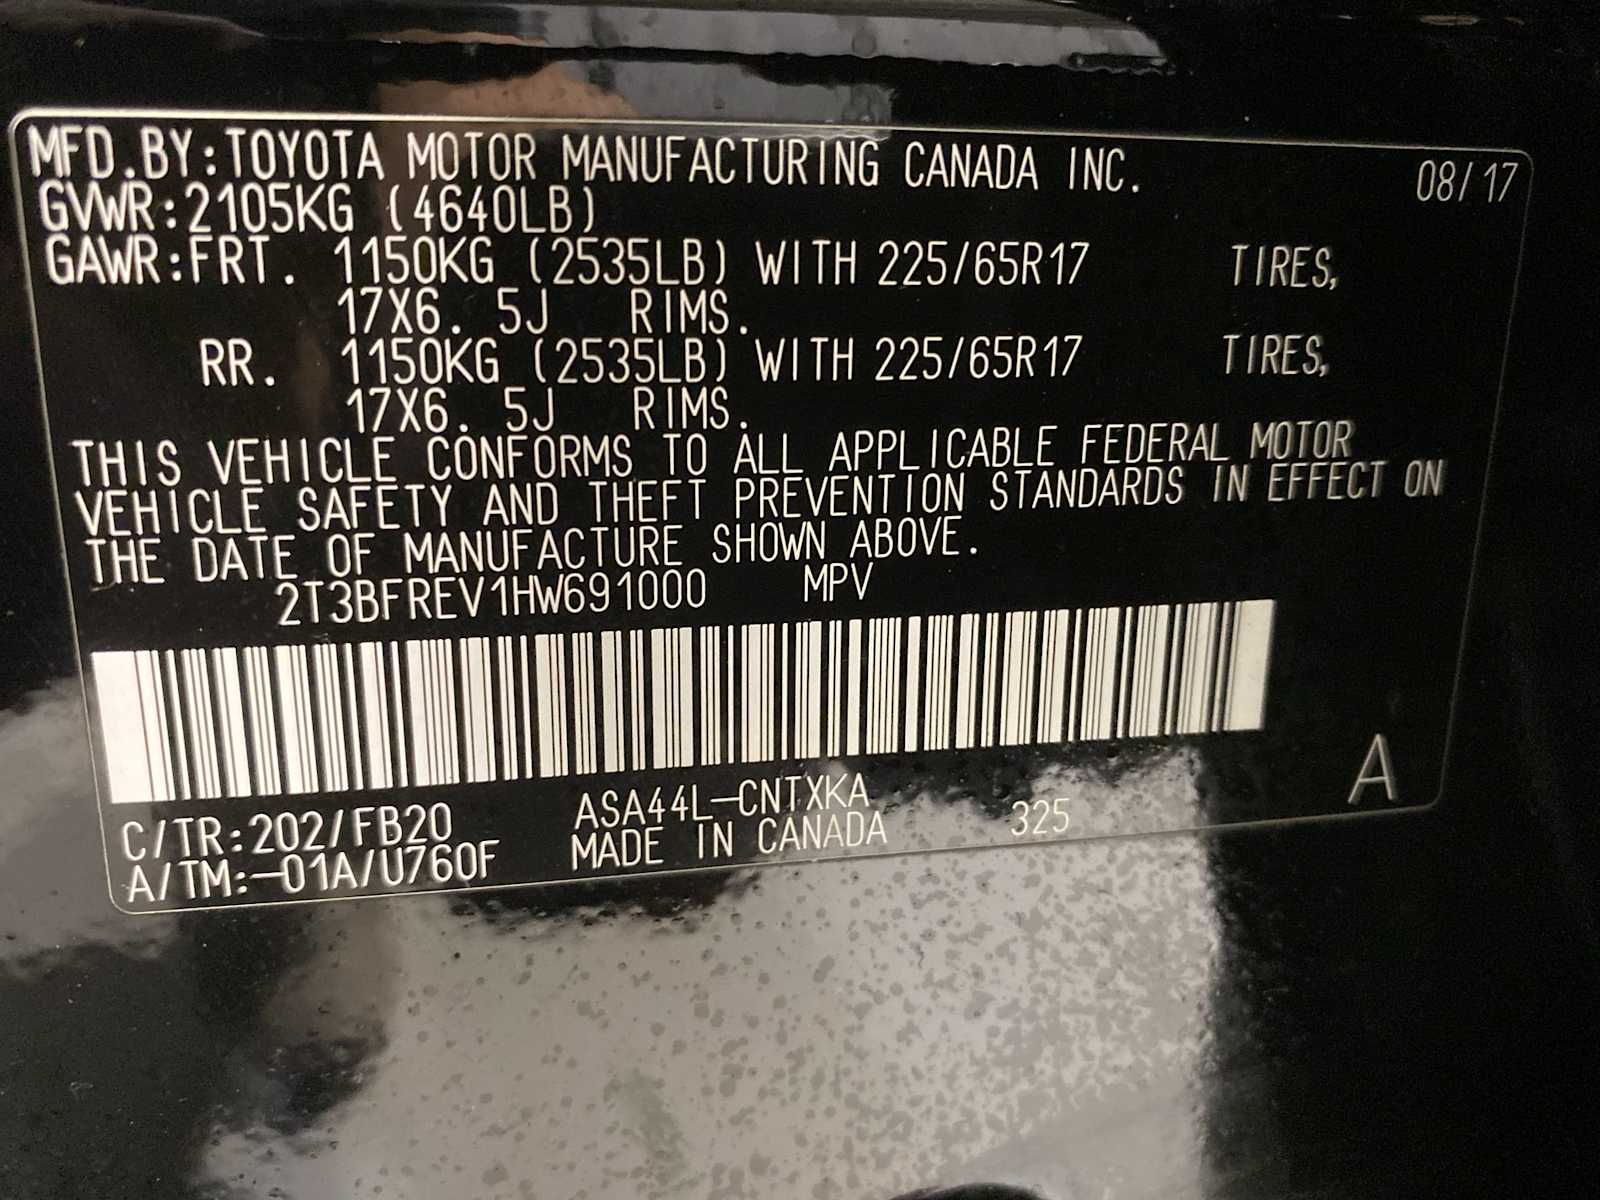 MFD.BY:TOYOTA MOTOR MANUFACTURING CANADA INC. 08/17
GVWR:2105KG (4640LB)
GAWR:FRT. 1150KG (2535LB) WITH 225/65R17 TIRES,
17X6. 5J RIMS.
RR. 1150KG (2535LB) WITH 225/65R17 TIRES,
17X6. 5J RIMS.
THIS VEHICLE CONFORMS TO ALL APPLICABLE FEDERAL MOTOR
VEHICLE SAFETY AND THEFT PREVENTION STANDARDS IN EFFECT ON
THE DATE OF MANUFACTURE SHOWN ABOVE.
2T3BFREV1HW691000 MPV
A
C/TR:202/FB20 ASA44L-CNTXKA
A/TM:-01A/U760F MADE IN CANADA 325